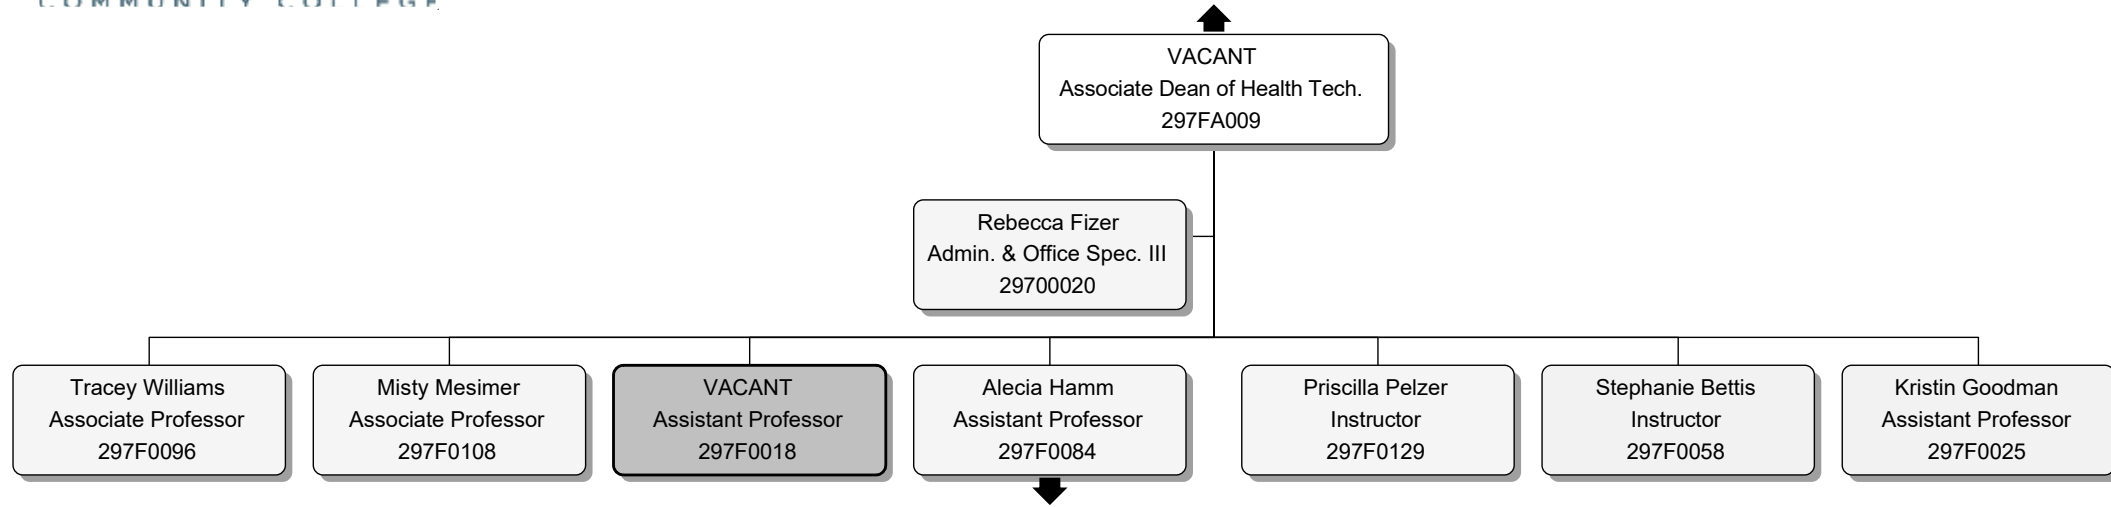 COMMUNITY COLLEGE
VACANT
Associate Dean of Health Tech.
297FA009
Rebecca Fizer
Admin. & Office Spec. III
29700020
Tracey Williams
Associate Professor
297F0096
Misty Mesimer
Associate Professor
297F0108
VACANT
Assistant Professor
297F0018
Alecia Hamm
Assistant Professor
297F0084
Priscilla Pelzer
Instructor
297F0129
Stephanie Bettis
Instructor
297F0058
Kristin Goodman
Assistant Professor
297F0025